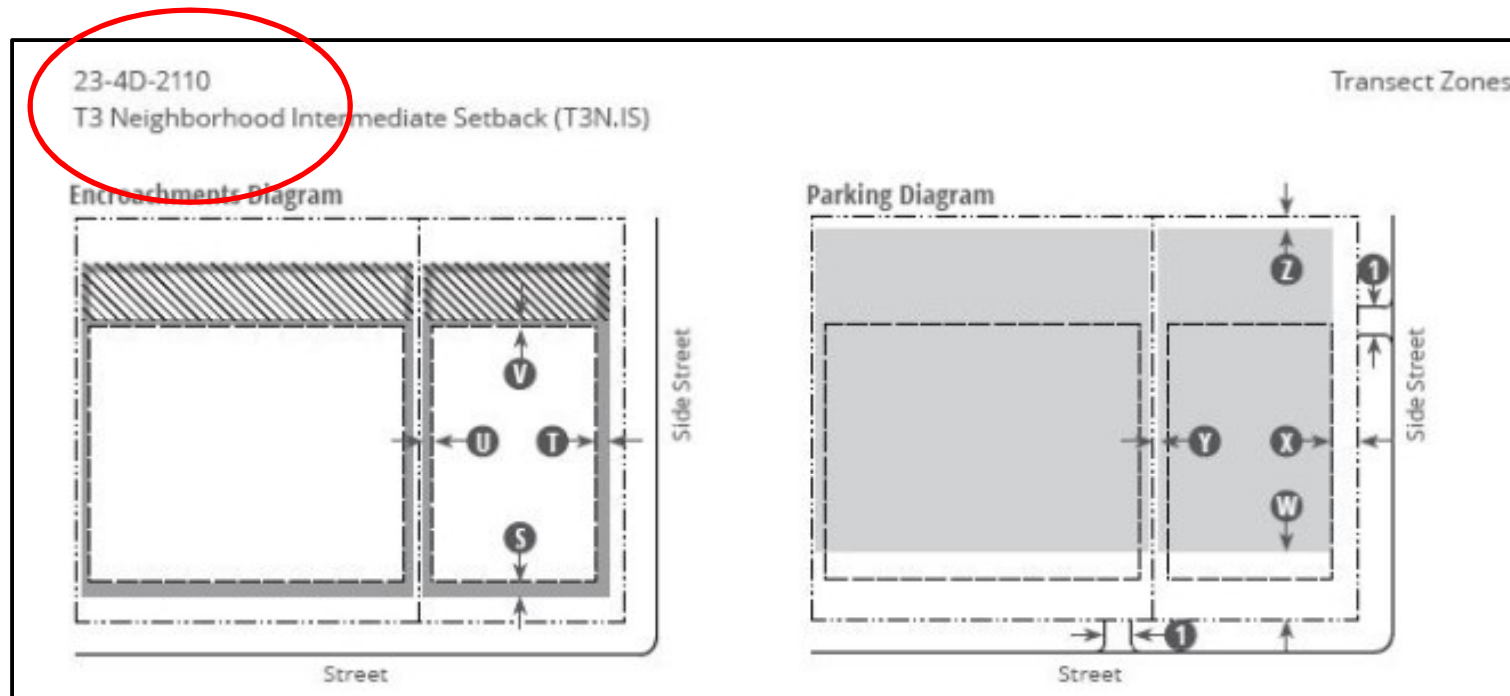 23-4D-2110
T3 Neighborhood Intermediate Setback (T3N.IS)
Transect Zones
Encroachments Diagram
V
U
T
S
Side Street
Street
Parking Diagram
Z
1
Y
X
W
Side Street
1
Street